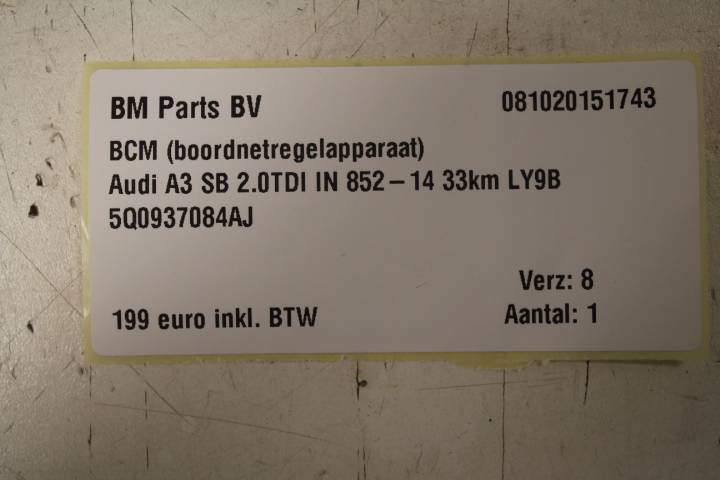 BM Parts BV 081020151743
BCM (boordnetregelapparaat)
Audi A3 SB 2.0TDI IN 852-14 33km LY9B
5Q0937084AJ
Verz: 8
199 euro inkl. BTW Aantal: 1